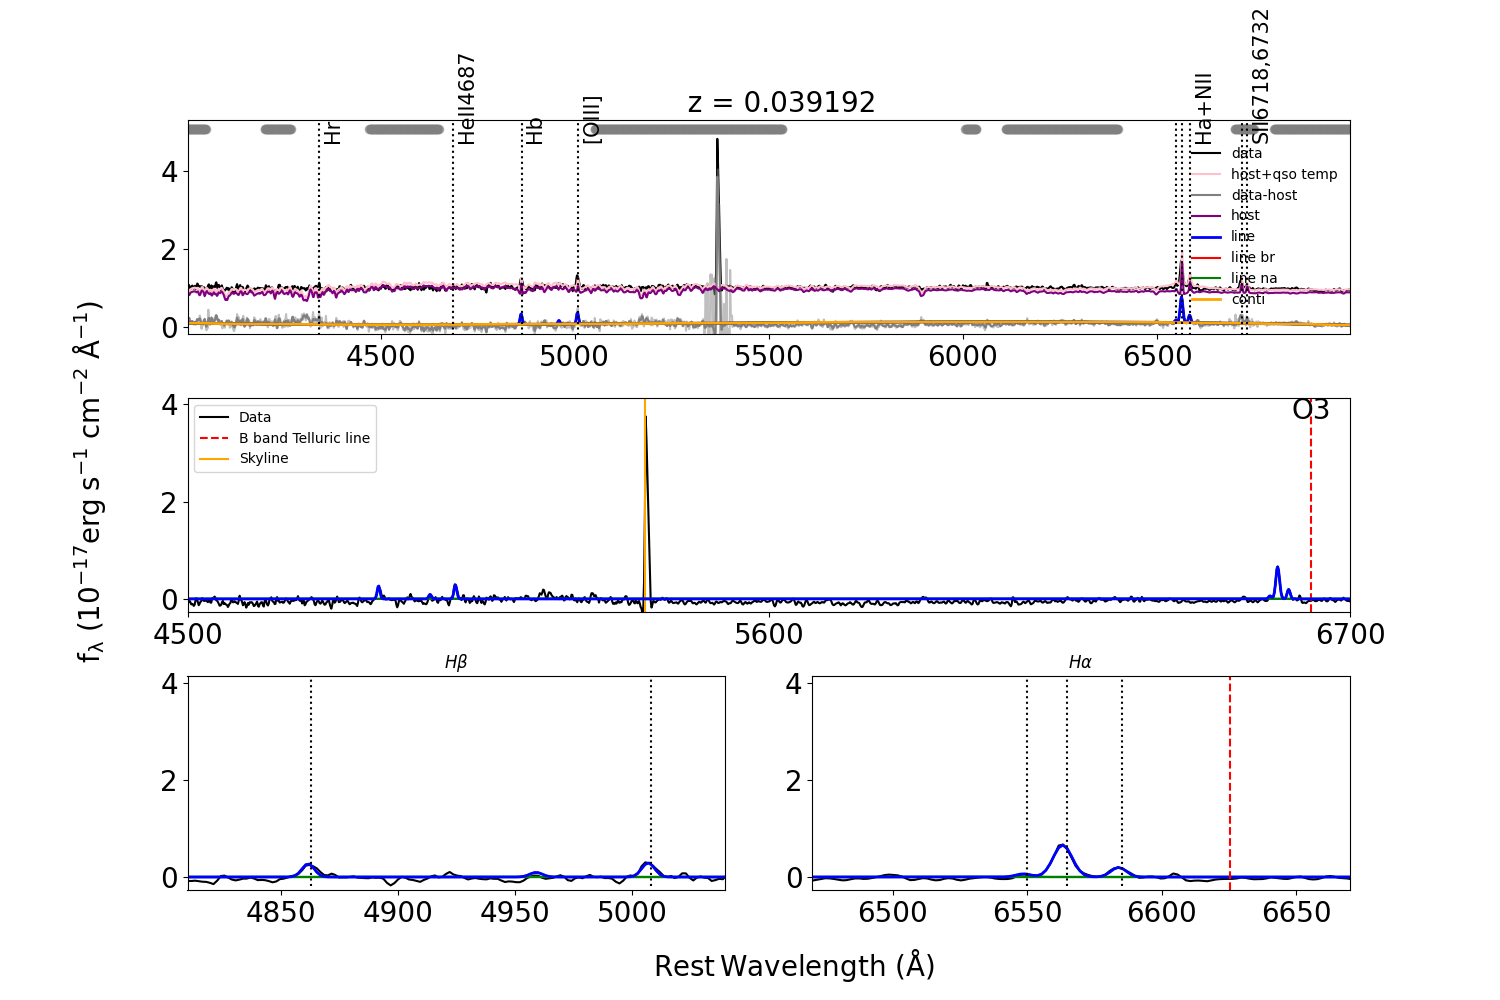 z = 0.039192
Hr
HeII4687
Hb
[OIII]
Ha+NII
SII6718,6732
data
host+qso temp
data-host
host
line
line br
line na
conti
4
2
0
4500 5000 5500 6000 6500
Data
B band Telluric line
Skyline
O3
4
2
0
4500 5600 6700
fλ (10⁻¹⁷erg s⁻¹ cm⁻² Å⁻¹)
Hβ
4
2
0
4850 4900 4950 5000
Hα
4
2
0
6500 6550 6600 6650
Rest Wavelength (Å)